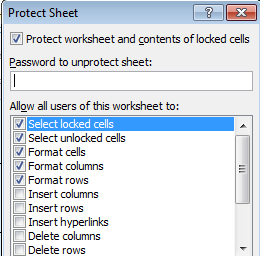 Protect Sheet
Protect worksheet and contents of locked cells
Password to unprotect sheet:
Allow all users of this worksheet to:
Select locked cells
Select unlocked cells
Format cells
Format columns
Format rows
Insert columns
Insert rows
Insert hyperlinks
Delete columns
Delete rows